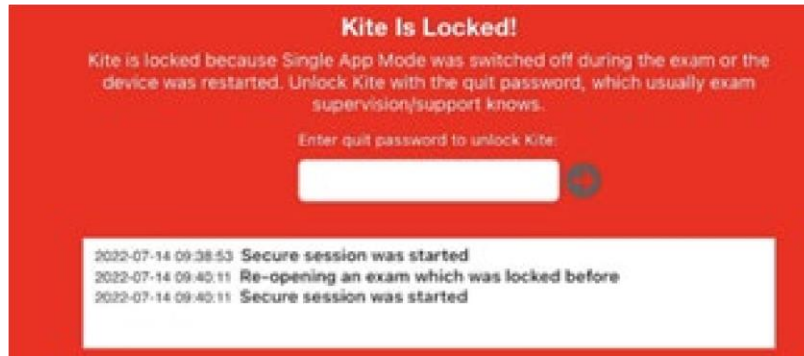 Kite Is Locked!
Kite is locked because Single App Mode was switched off during the exam or the
device was restarted. Unlock Kite with the quit password, which usually exam
supervision/support knows.
Enter quit password to unlock Kite:
2022-07-14 09:38:53 Secure session was started
2022-07-14 09:40:11 Re-opening an exam which was locked before
2022-07-14 09:40:11 Secure session was started